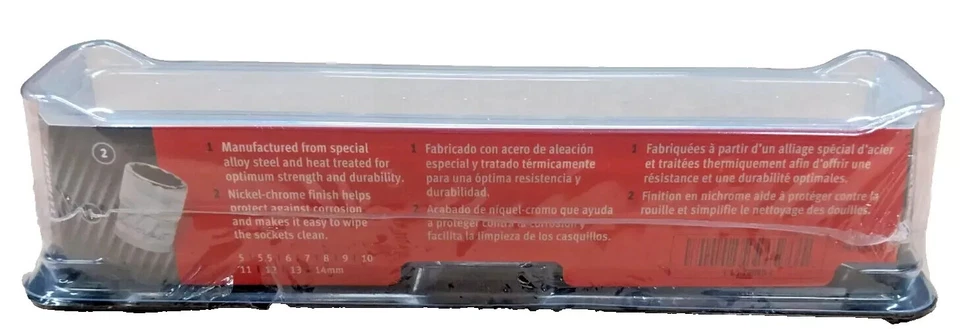 2
1 Manufactured from special
alloy steel and heat treated for
optimum strength and durability.
2 Nickel-chrome finish helps
protect against corrosion
and makes it easy to wipe
the sockets clean.
5 5.5 6 7 8 9 10
11 12 13 14mm
1 Fabricado con acero de aleación
especial y tratado térmicamente
para una óptima resistencia y
durabilidad.
2 Acabado de níquel-cromo que ayuda
a proteger contra la corrosión y
facilita la limpieza de los casquillos.
1 Fabriquées à partir d'un alliage spécial d'acier
et traitées thermiquement afin d'offrir une
résistance et une durabilité optimales.
2 Finition en nichrome aide à protéger contre la
rouille et simplifie le nettoyage des douilles.